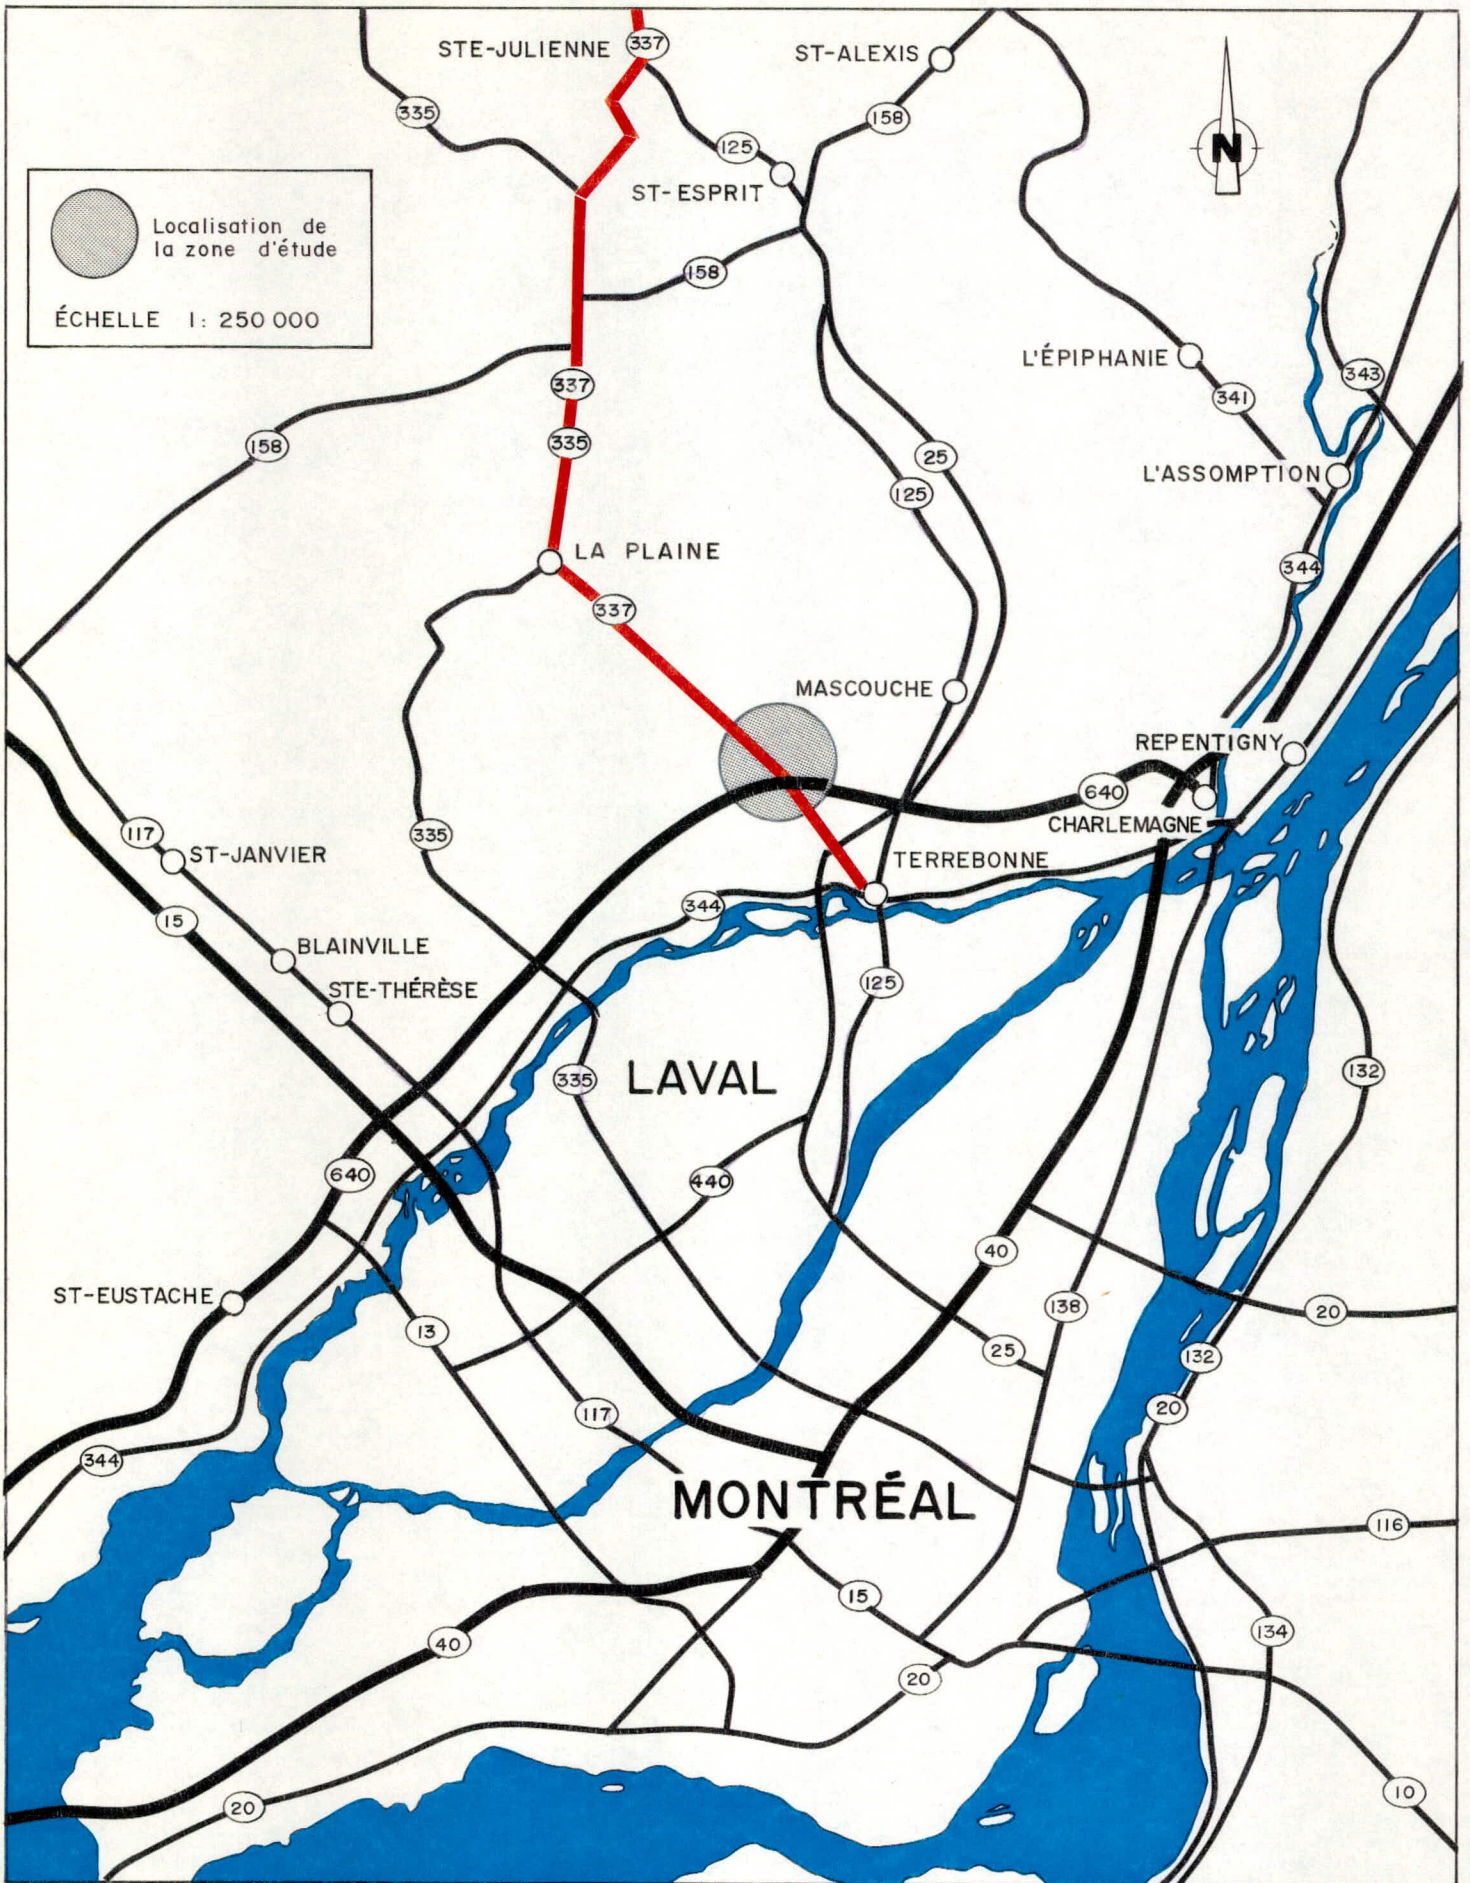 STE-JULIENNE
337
ST-ALEXIS
335
158
125
N
ST-ESPRIT
Localisation de
la zone d'étude
158
ÉCHELLE 1: 250 000
L'ÉPIPHANIE
337
343
341
335
158
25
L'ASSOMPTION
125
LA PLAINE
344
337
MASCOUCHE
REPENTIGNY
640
CHARLEMAGNE
117
335
ST-JANVIER
TERREBONNE
344
15
BLAINVILLE
125
STE-THÉRÈSE
335
LAVAL
132
640
440
40
ST-EUSTACHE
138
20
13
25
132
117
20
344
MONTRÉAL
116
15
134
40
20
10
20